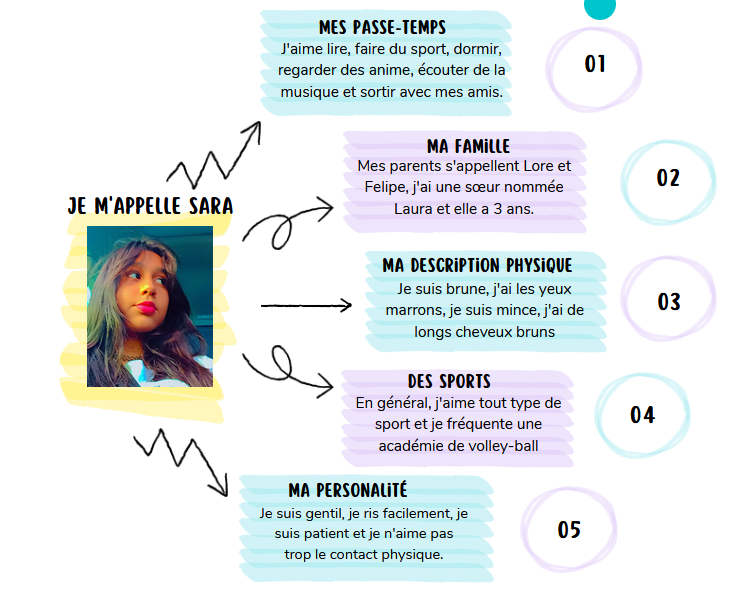 MES PASSE-TEMPS
J'aime lire, faire du sport, dormir,
regarder des anime, écouter de la
musique et sortir avec mes amis.
01
MA FAMILLE
Mes parents s'appellent Lore et
Felipe, j'ai une sœur nommée
Laura et elle a 3 ans.
02
JE M'APPELLE SARA
MA DESCRIPTION PHYSIQUE
Je suis brune, j'ai les yeux
marrons, je suis mince, j'ai de
longs cheveux bruns
03
DES SPORTS
En général, j'aime tout type de
sport et je fréquente une
académie de volley-ball
04
MA PERSONALITÉ
Je suis gentil, je ris facilement, je
suis patient et je n'aime pas
trop le contact physique.
05